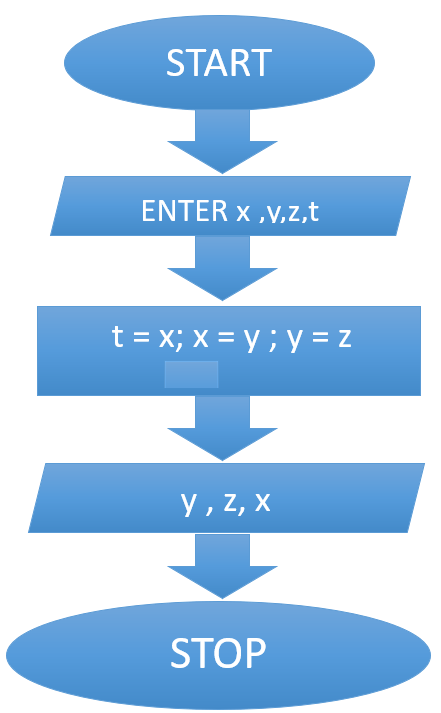 START
ENTER x ,y,z,t
t = x; x = y ; y = z
y , z, x
STOP